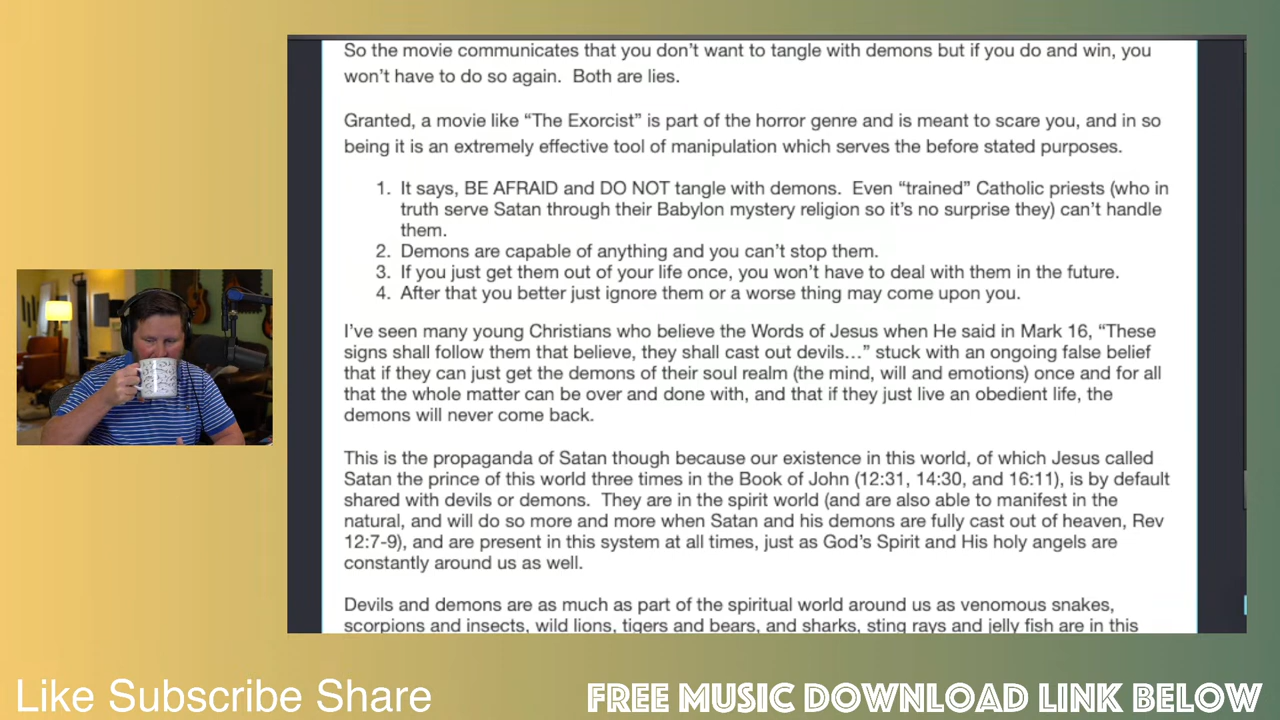 So the movie communicates that you don’t want to tangle with demons but if you do and win, you
won’t have to do so again.  Both are lies.
Granted, a movie like “The Exorcist” is part of the horror genre and is meant to scare you, and in so
being it is an extremely effective tool of manipulation which serves the before stated purposes.
1. It says, BE AFRAID and DO NOT tangle with demons.  Even “trained” Catholic priests (who in
truth serve Satan through their Babylon mystery religion so it’s no surprise they) can’t handle
them.
2. Demons are capable of anything and you can’t stop them.
3. If you just get them out of your life once, you won’t have to deal with them in the future.
4. After that you better just ignore them or a worse thing may come upon you.
I’ve seen many young Christians who believe the Words of Jesus when He said in Mark 16, “These
signs shall follow them that believe, they shall cast out devils…” stuck with an ongoing false belief
that if they can just get the demons of their soul realm (the mind, will and emotions) once and for all
that the whole matter can be over and done with, and that if they just live an obedient life, the
demons will never come back.
This is the propaganda of Satan though because our existence in this world, of which Jesus called
Satan the prince of this world three times in the Book of John (12:31, 14:30, and 16:11), is by default
shared with devils or demons.  They are in the spirit world (and are also able to manifest in the
natural, and will do so more and more when Satan and his demons are fully cast out of heaven, Rev
12:7-9), and are present in this system at all times, just as God’s Spirit and His holy angels are
constantly around us as well.
Devils and demons are as much as part of the spiritual world around us as venomous snakes,
scorpions and insects, wild lions, tigers and bears, and sharks, sting rays and jelly fish are in this
Like Subscribe Share
FREE MUSIC DOWNLOAD LINK BELOW